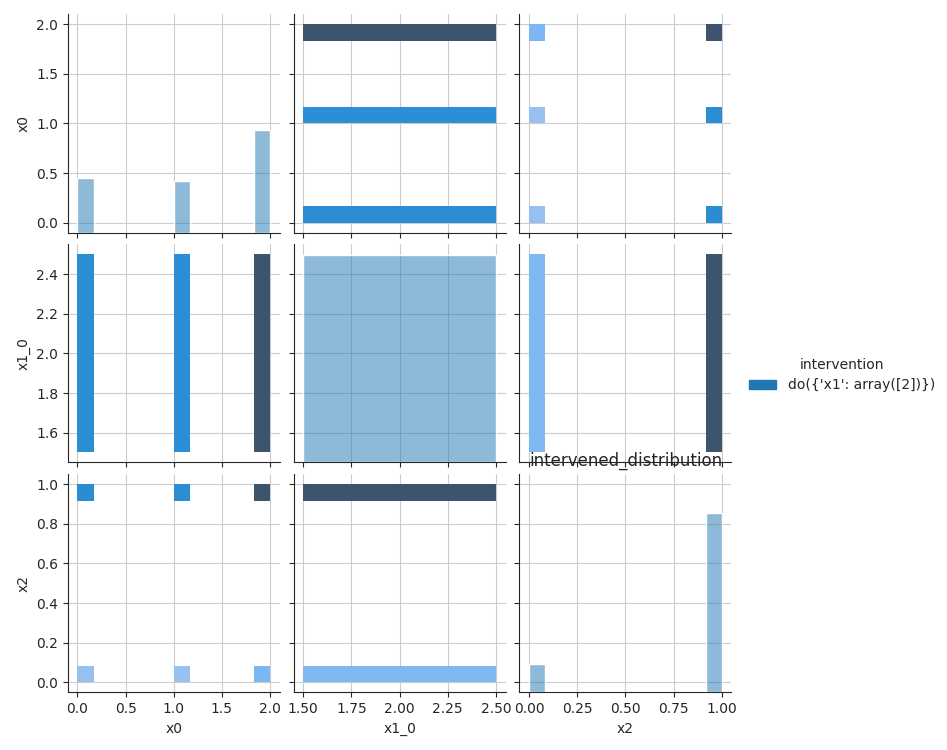 2.0
1.5
1.0
0.5
0.0
x0
2.4
2.2
2.0
1.8
1.6
x1_0
intervention
do({'x1': array([2])})
intervened_distribution
1.0
0.8
0.6
0.4
0.2
0.0
x2
0.0 0.5 1.0 1.5 2.0
1.50 1.75 2.00 2.25 2.50
0.00 0.25 0.50 0.75 1.00
x0
x1_0
x2